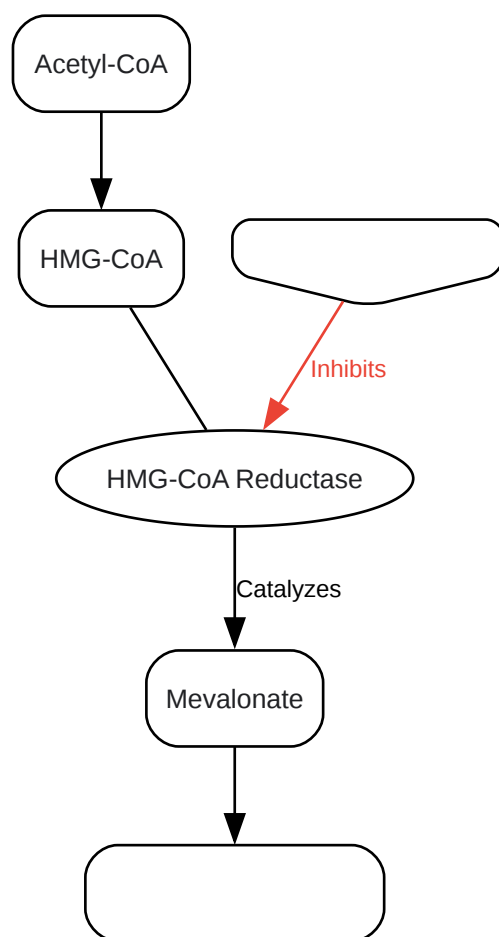 Acetyl-CoA
HMG-CoA
Inhibits
HMG-CoA Reductase
Catalyzes
Mevalonate